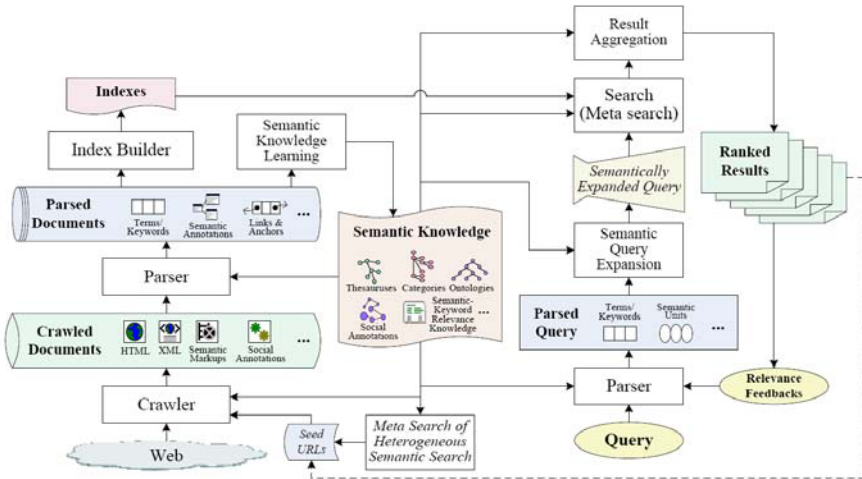 Result
Aggregation
Indexes
Search
(Meta search)
Index Builder
Semantic
Knowledge
Learning
Ranked
Results
Semantically
Expanded Query
Parsed
Documents
Terms/
Keywords
Semantic
Annotations
Links &
Anchors
...
Semantic Knowledge
Thesauruses
Categories
Ontologies
Social
Annotations
Semantic-
Keyword
Relevance
Knowledge
...
Semantic
Query
Expansion
Parser
Parsed
Query
Terms/
Keywords
Semantic
Units
...
Crawled
Documents
HTML
XML
Semantic
Markups
Social
Annotations
...
Parser
Relevance
Feedbacks
Crawler
Seed
URLs
Meta Search of
Heterogeneous
Semantic Search
Query
Web